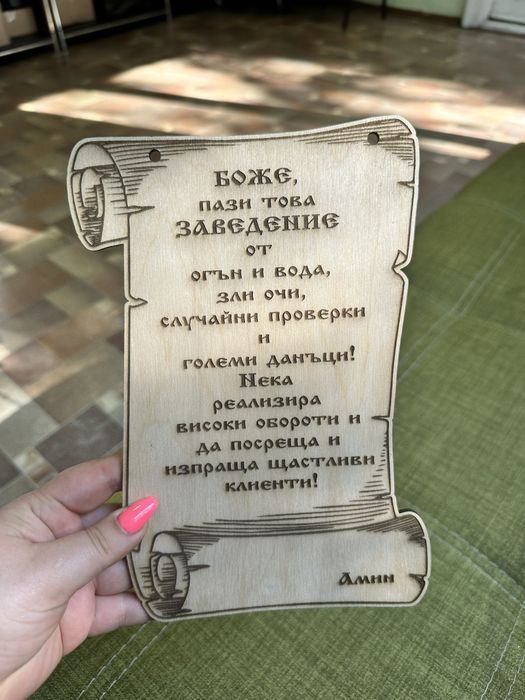 БОЖЕ,
ПАЗИ ТОВА
ЗАВЕДЕНИЕ
ОТ
ОГЪН И ВОДА,
ЗЛИ ОЧИ,
СЛУЧАЙНИ ПРОВЕРКИ
И
ГОЛЕМИ ДАНЪЦИ!
НЕКА
РЕАЛИЗИРА
ВИСОКИ ОБОРОТИ И
ДА ПОСРЕЩА И
ИЗПРАЩА ЩАСТЛИВИ
КЛИЕНТИ!
АМИН